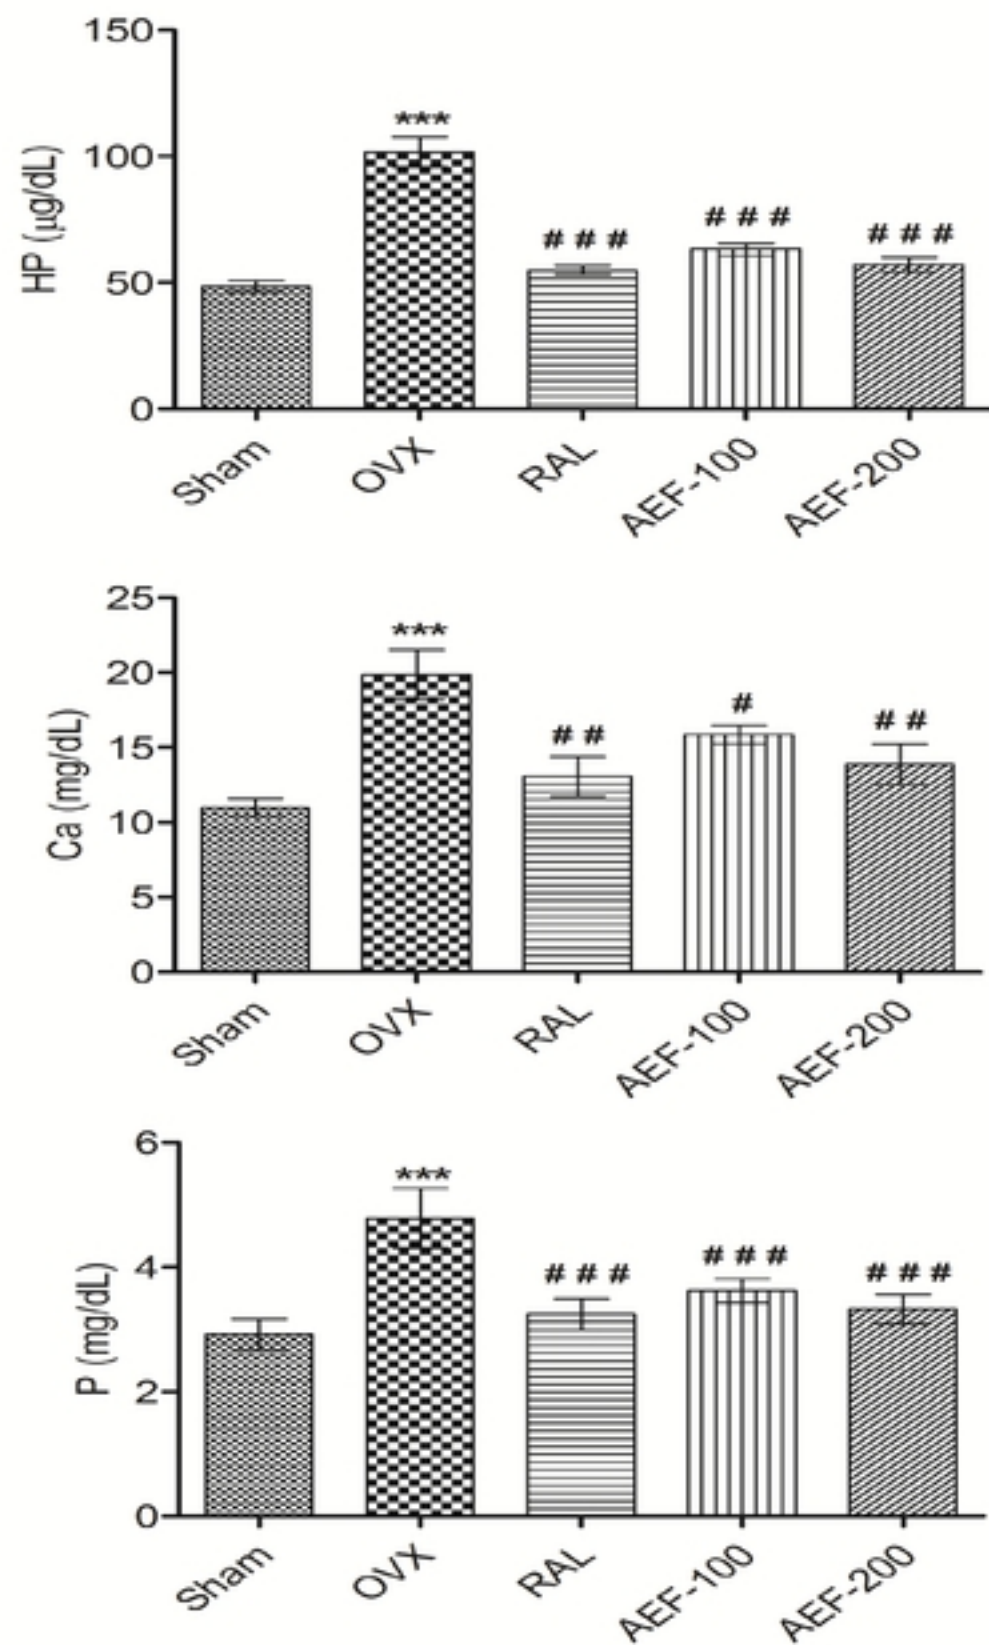 150
***
100
# # #
# # #
# # #
HP (µg/dL)
50
0
Sham
OVX
RAL
AEF-100
AEF-200
25
***
20
#
# #
# #
15
Ca (mg/dL)
10
5
0
Sham
OVX
RAL
AEF-100
AEF-200
6
***
4
# # #
# # #
# # #
P (mg/dL)
2
0
Sham
OVX
RAL
AEF-100
AEF-200